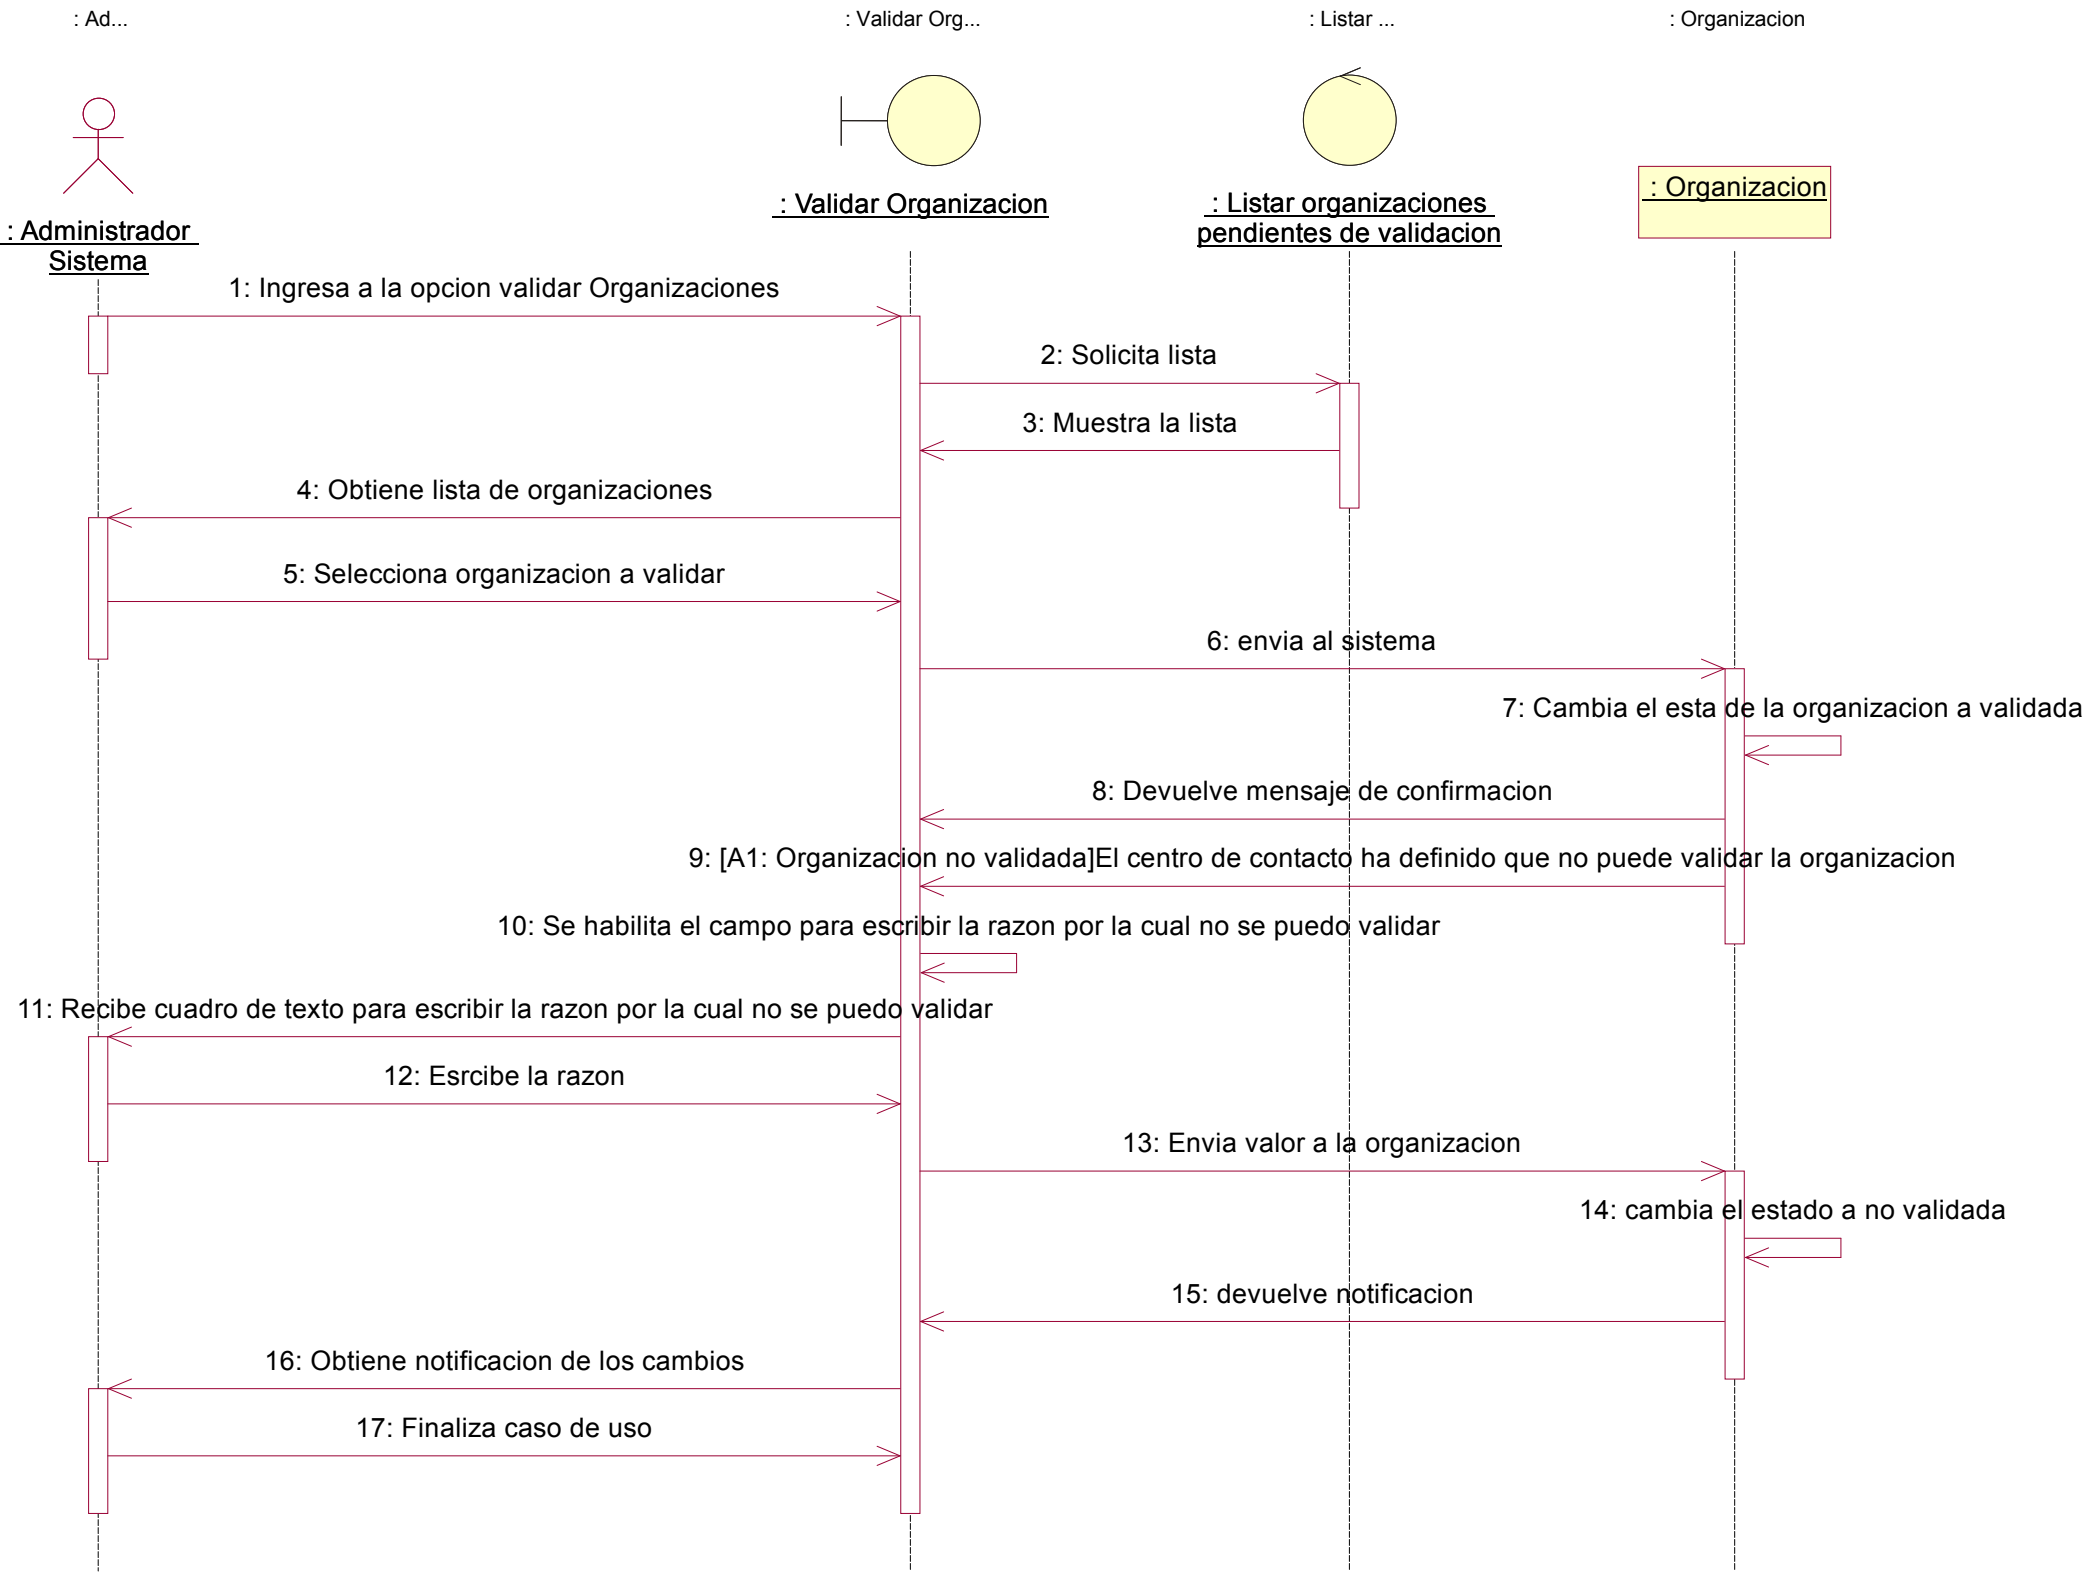 : Ad...
: Validar Org...
: Listar ...
: Organizacion
: Administrador
Sistema
: Validar Organizacion
: Listar organizaciones
pendientes de validacion
: Organizacion
1: Ingresa a la opcion validar Organizaciones
2: Solicita lista
3: Muestra la lista
4: Obtiene lista de organizaciones
5: Selecciona organizacion a validar
6: envia al sistema
7: Cambia el esta de la organizacion a validada
8: Devuelve mensaje de confirmacion
9: [A1: Organizacion no validada]El centro de contacto ha definido que no puede validar la organizacion
10: Se habilita el campo para escribir la razon por la cual no se puedo validar
11: Recibe cuadro de texto para escribir la razon por la cual no se puedo validar
12: Esrcibe la razon
13: Envia valor a la organizacion
14: cambia el estado a no validada
15: devuelve notificacion
16: Obtiene notificacion de los cambios
17: Finaliza caso de uso